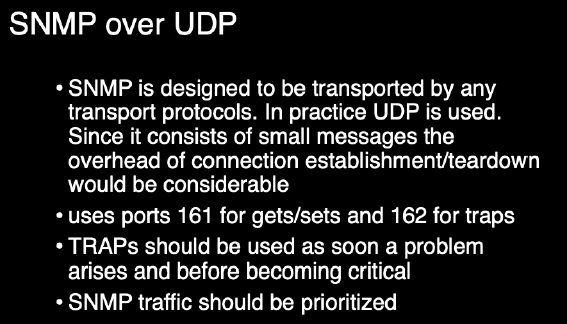 SNMP over UDP
• SNMP is designed to be transported by any
transport protocols. In practice UDP is used.
Since it consists of small messages the
overhead of connection establishment/teardown
would be considerable
• uses ports 161 for gets/sets and 162 for traps
• TRAPs should be used as soon a problem
arises and before becoming critical
• SNMP traffic should be prioritized